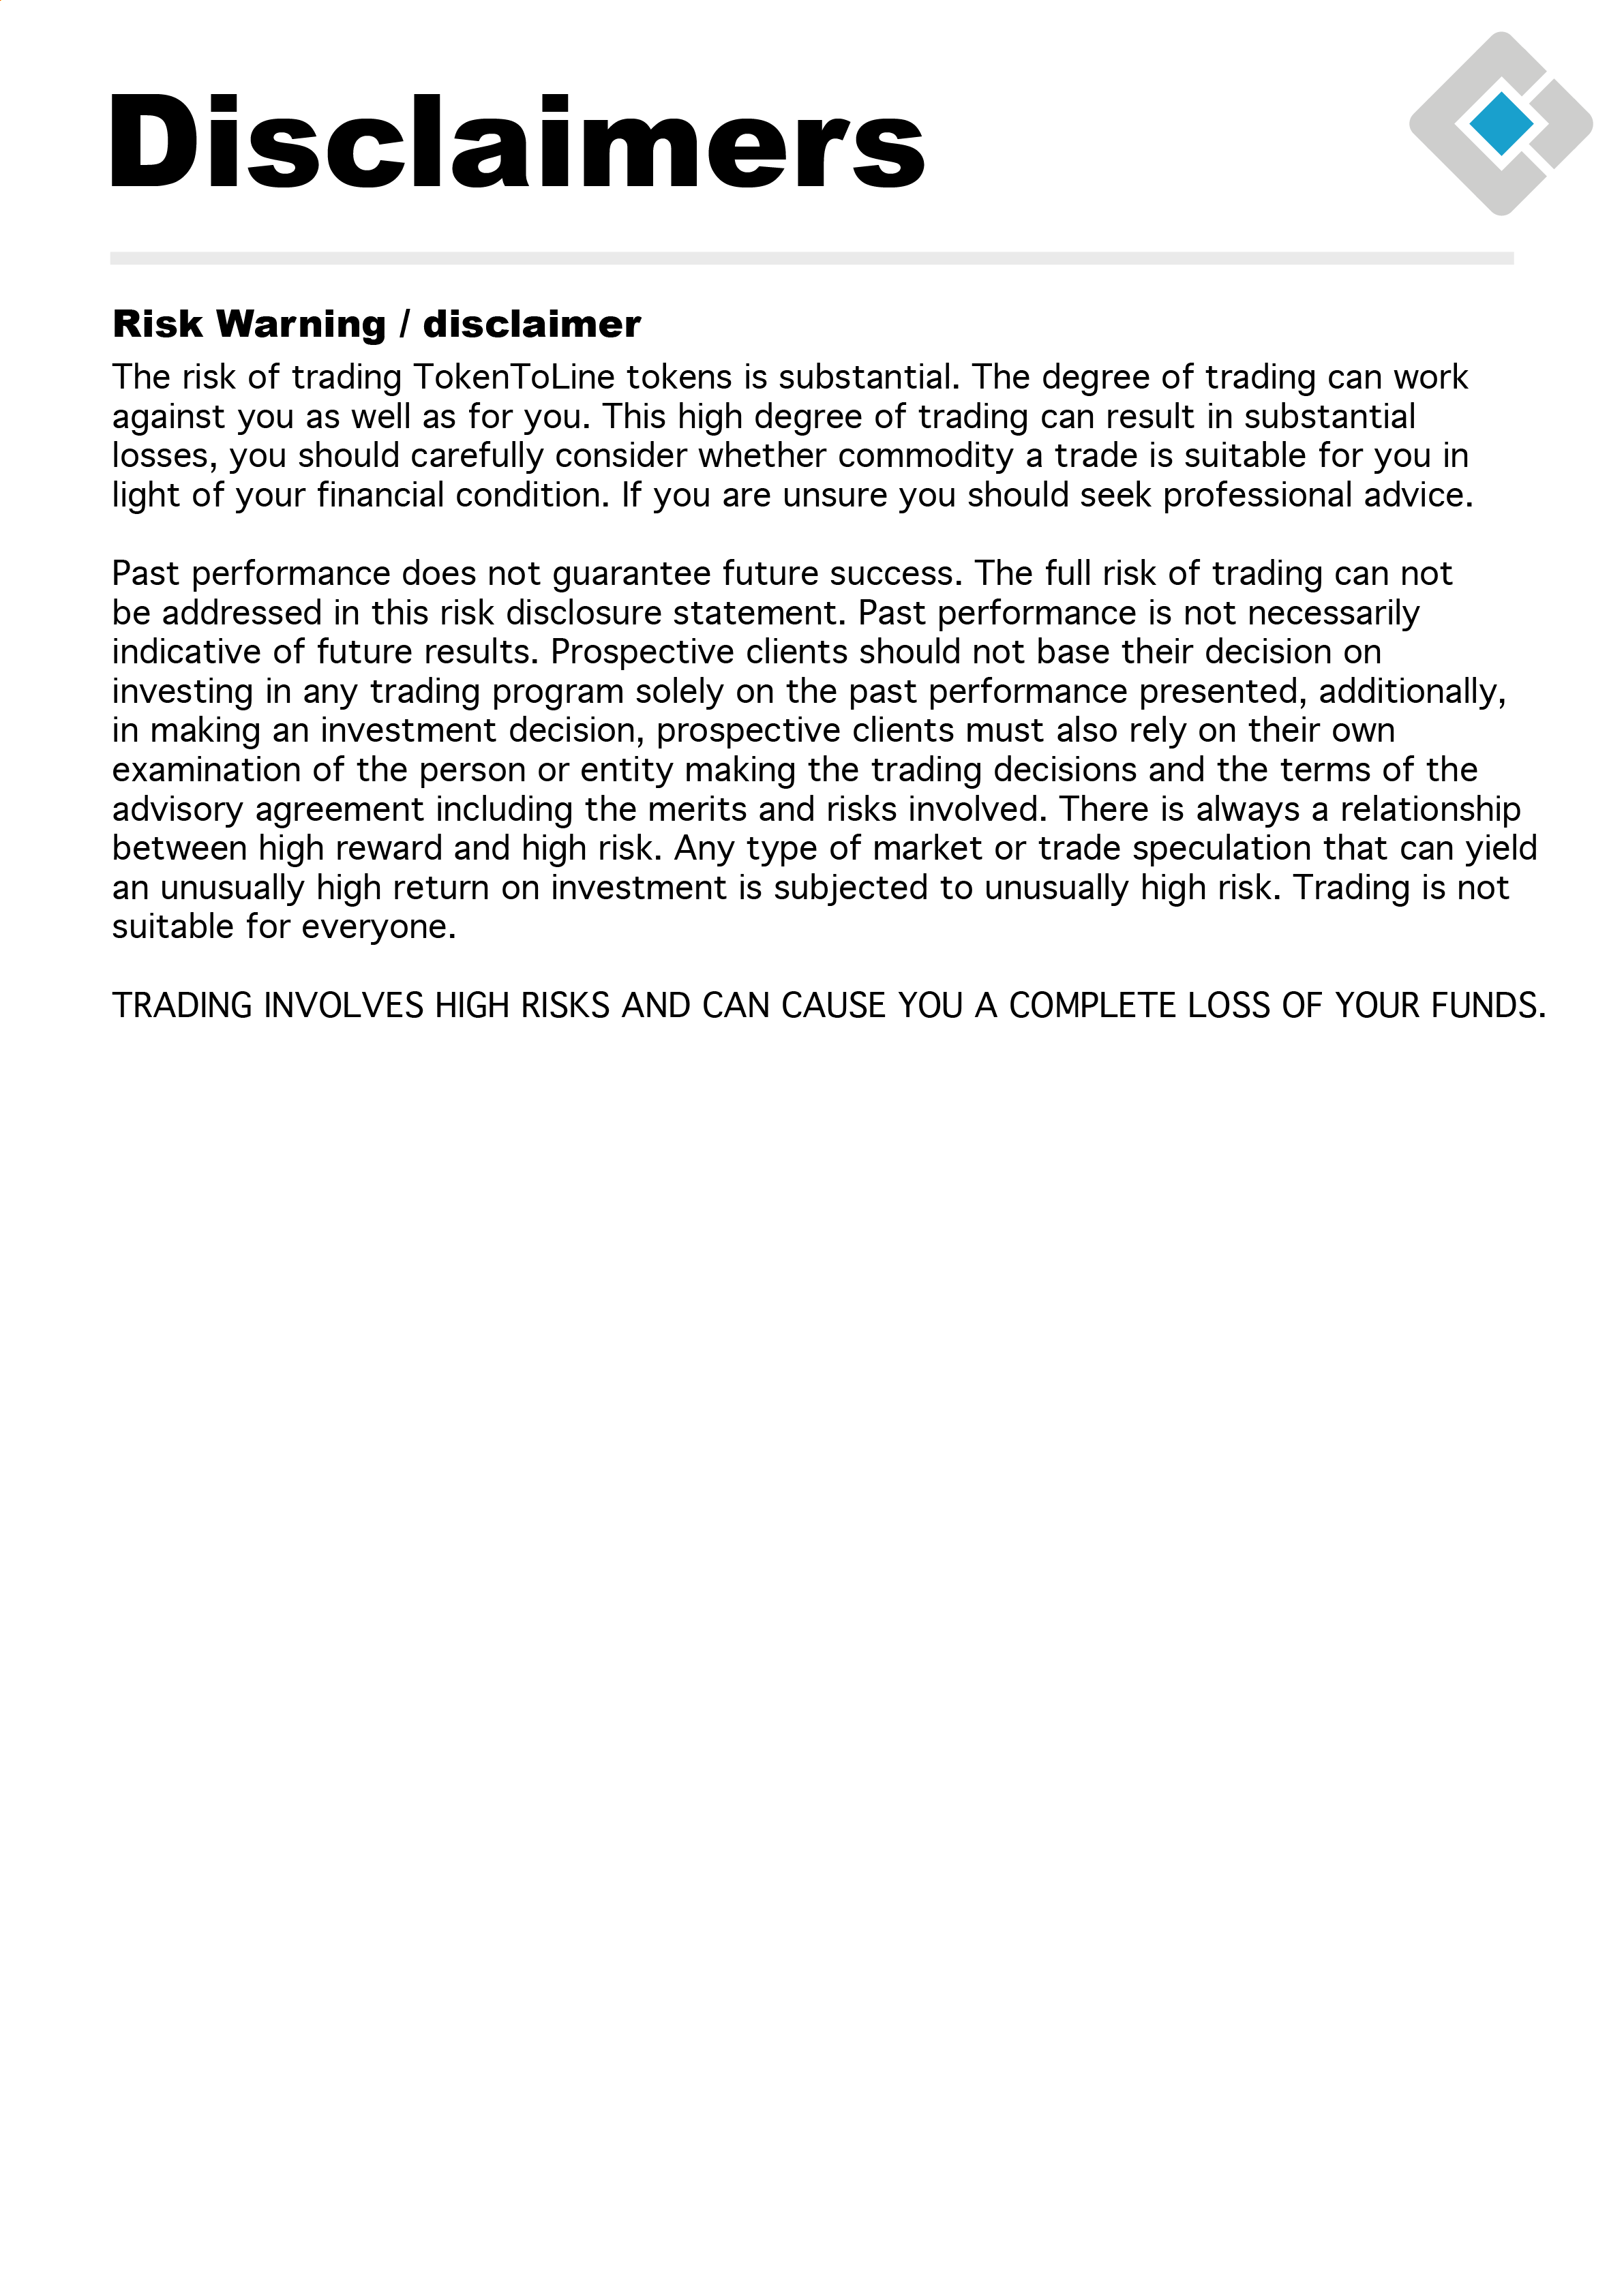 Disclaimers
Risk Warning / disclaimer
The risk of trading TokenToLine tokens is substantial. The degree of trading can work
against you as well as for you. This high degree of trading can result in substantial
losses, you should carefully consider whether commodity a trade is suitable for you in
light of your financial condition. If you are unsure you should seek professional advice.
Past performance does not guarantee future success. The full risk of trading can not
be addressed in this risk disclosure statement. Past performance is not necessarily
indicative of future results. Prospective clients should not base their decision on
investing in any trading program solely on the past performance presented, additionally,
in making an investment decision, prospective clients must also rely on their own
examination of the person or entity making the trading decisions and the terms of the
advisory agreement including the merits and risks involved. There is always a relationship
between high reward and high risk. Any type of market or trade speculation that can yield
an unusually high return on investment is subjected to unusually high risk. Trading is not
suitable for everyone.
TRADING INVOLVES HIGH RISKS AND CAN CAUSE YOU A COMPLETE LOSS OF YOUR FUNDS.